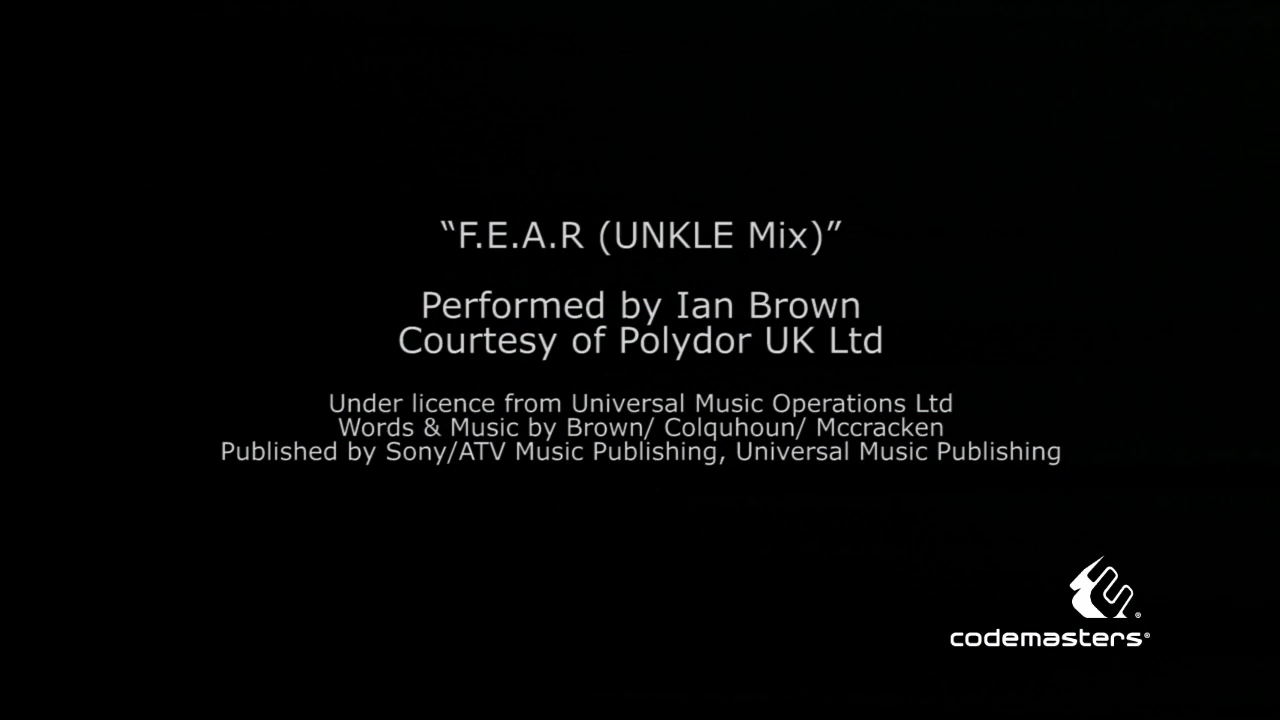 “F.E.A.R (UNKLE Mix)”
Performed by Ian Brown
Courtesy of Polydor UK Ltd
Under licence from Universal Music Operations Ltd
Words & Music by Brown/ Colquhoun/ Mccracken
Published by Sony/ATV Music Publishing, Universal Music Publishing
®
codemasters®